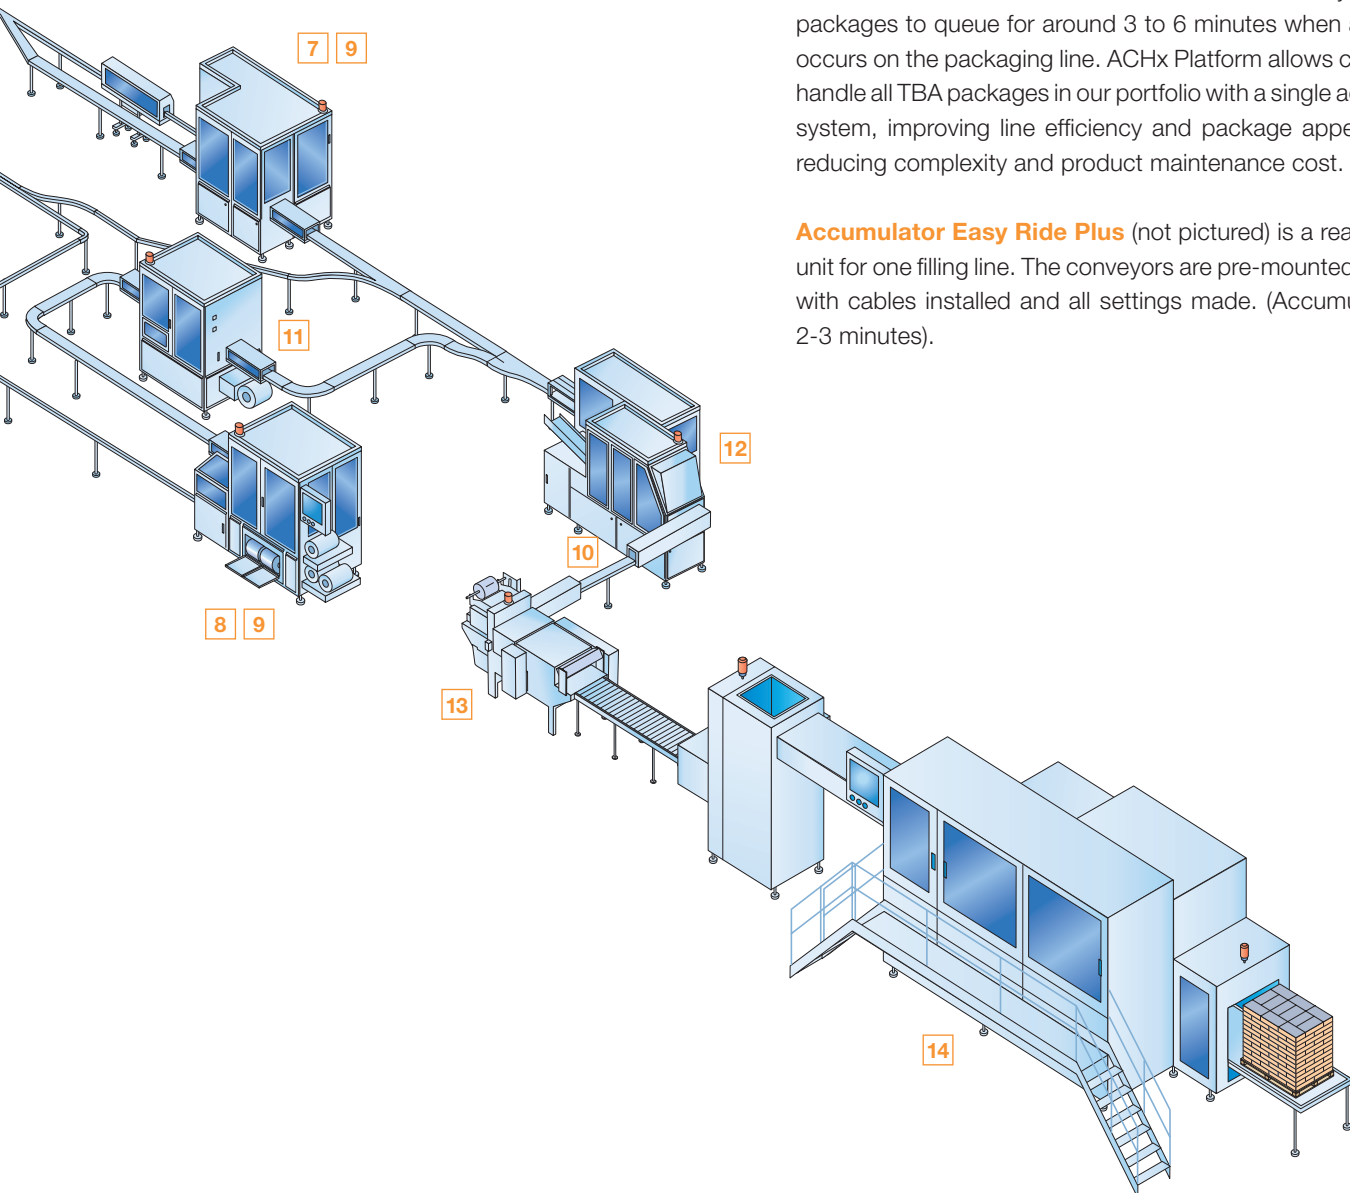 packages to queue for around 3 to 6 minutes when
occurs on the packaging line. ACHx Platform allows
handle all TBA packages in our portfolio with a single
system, improving line efficiency and package
reducing complexity and product maintenance cost.
Accumulator Easy Ride Plus (not pictured) is a
unit for one filling line. The conveyors are pre-mounted
with cables installed and all settings made.
2-3 minutes).
7 9
11
12
10
8 9
13
14